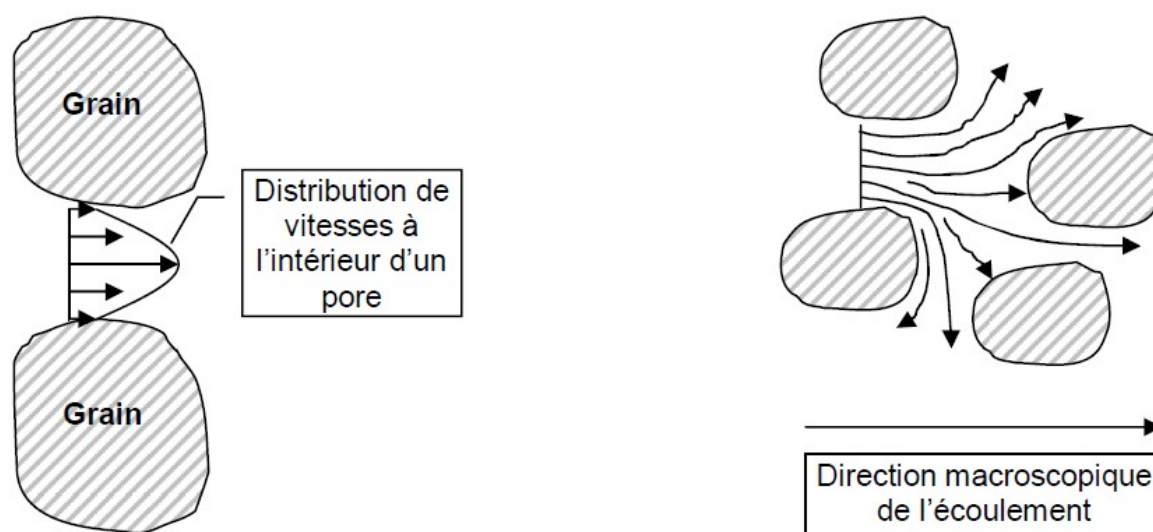 Grain
Distribution de
vitesses à
l'intérieur d'un
pore
Grain
Direction macroscopique
de l'écoulement